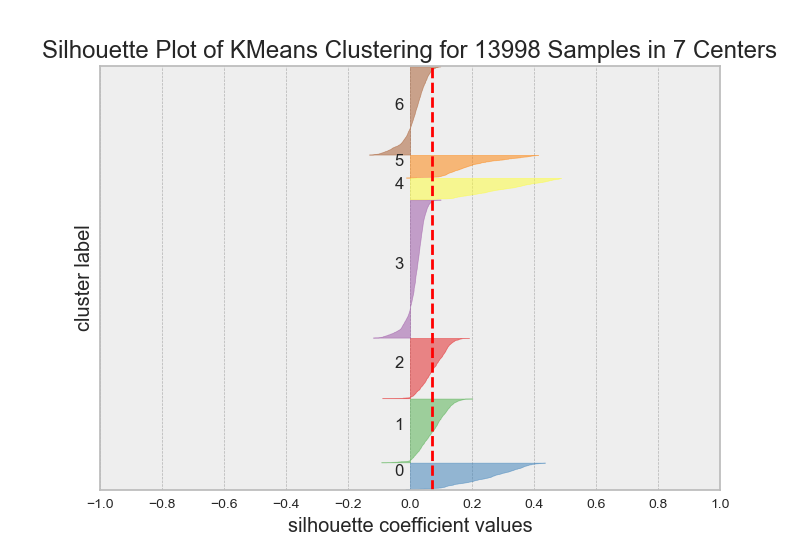 Silhouette Plot of KMeans Clustering for 13998 Samples in 7 Centers
6
5
4
3
2
1
0
cluster label
−1.0 −0.8 −0.6 −0.4 −0.2 0.0 0.2 0.4 0.6 0.8 1.0
silhouette coefficient values